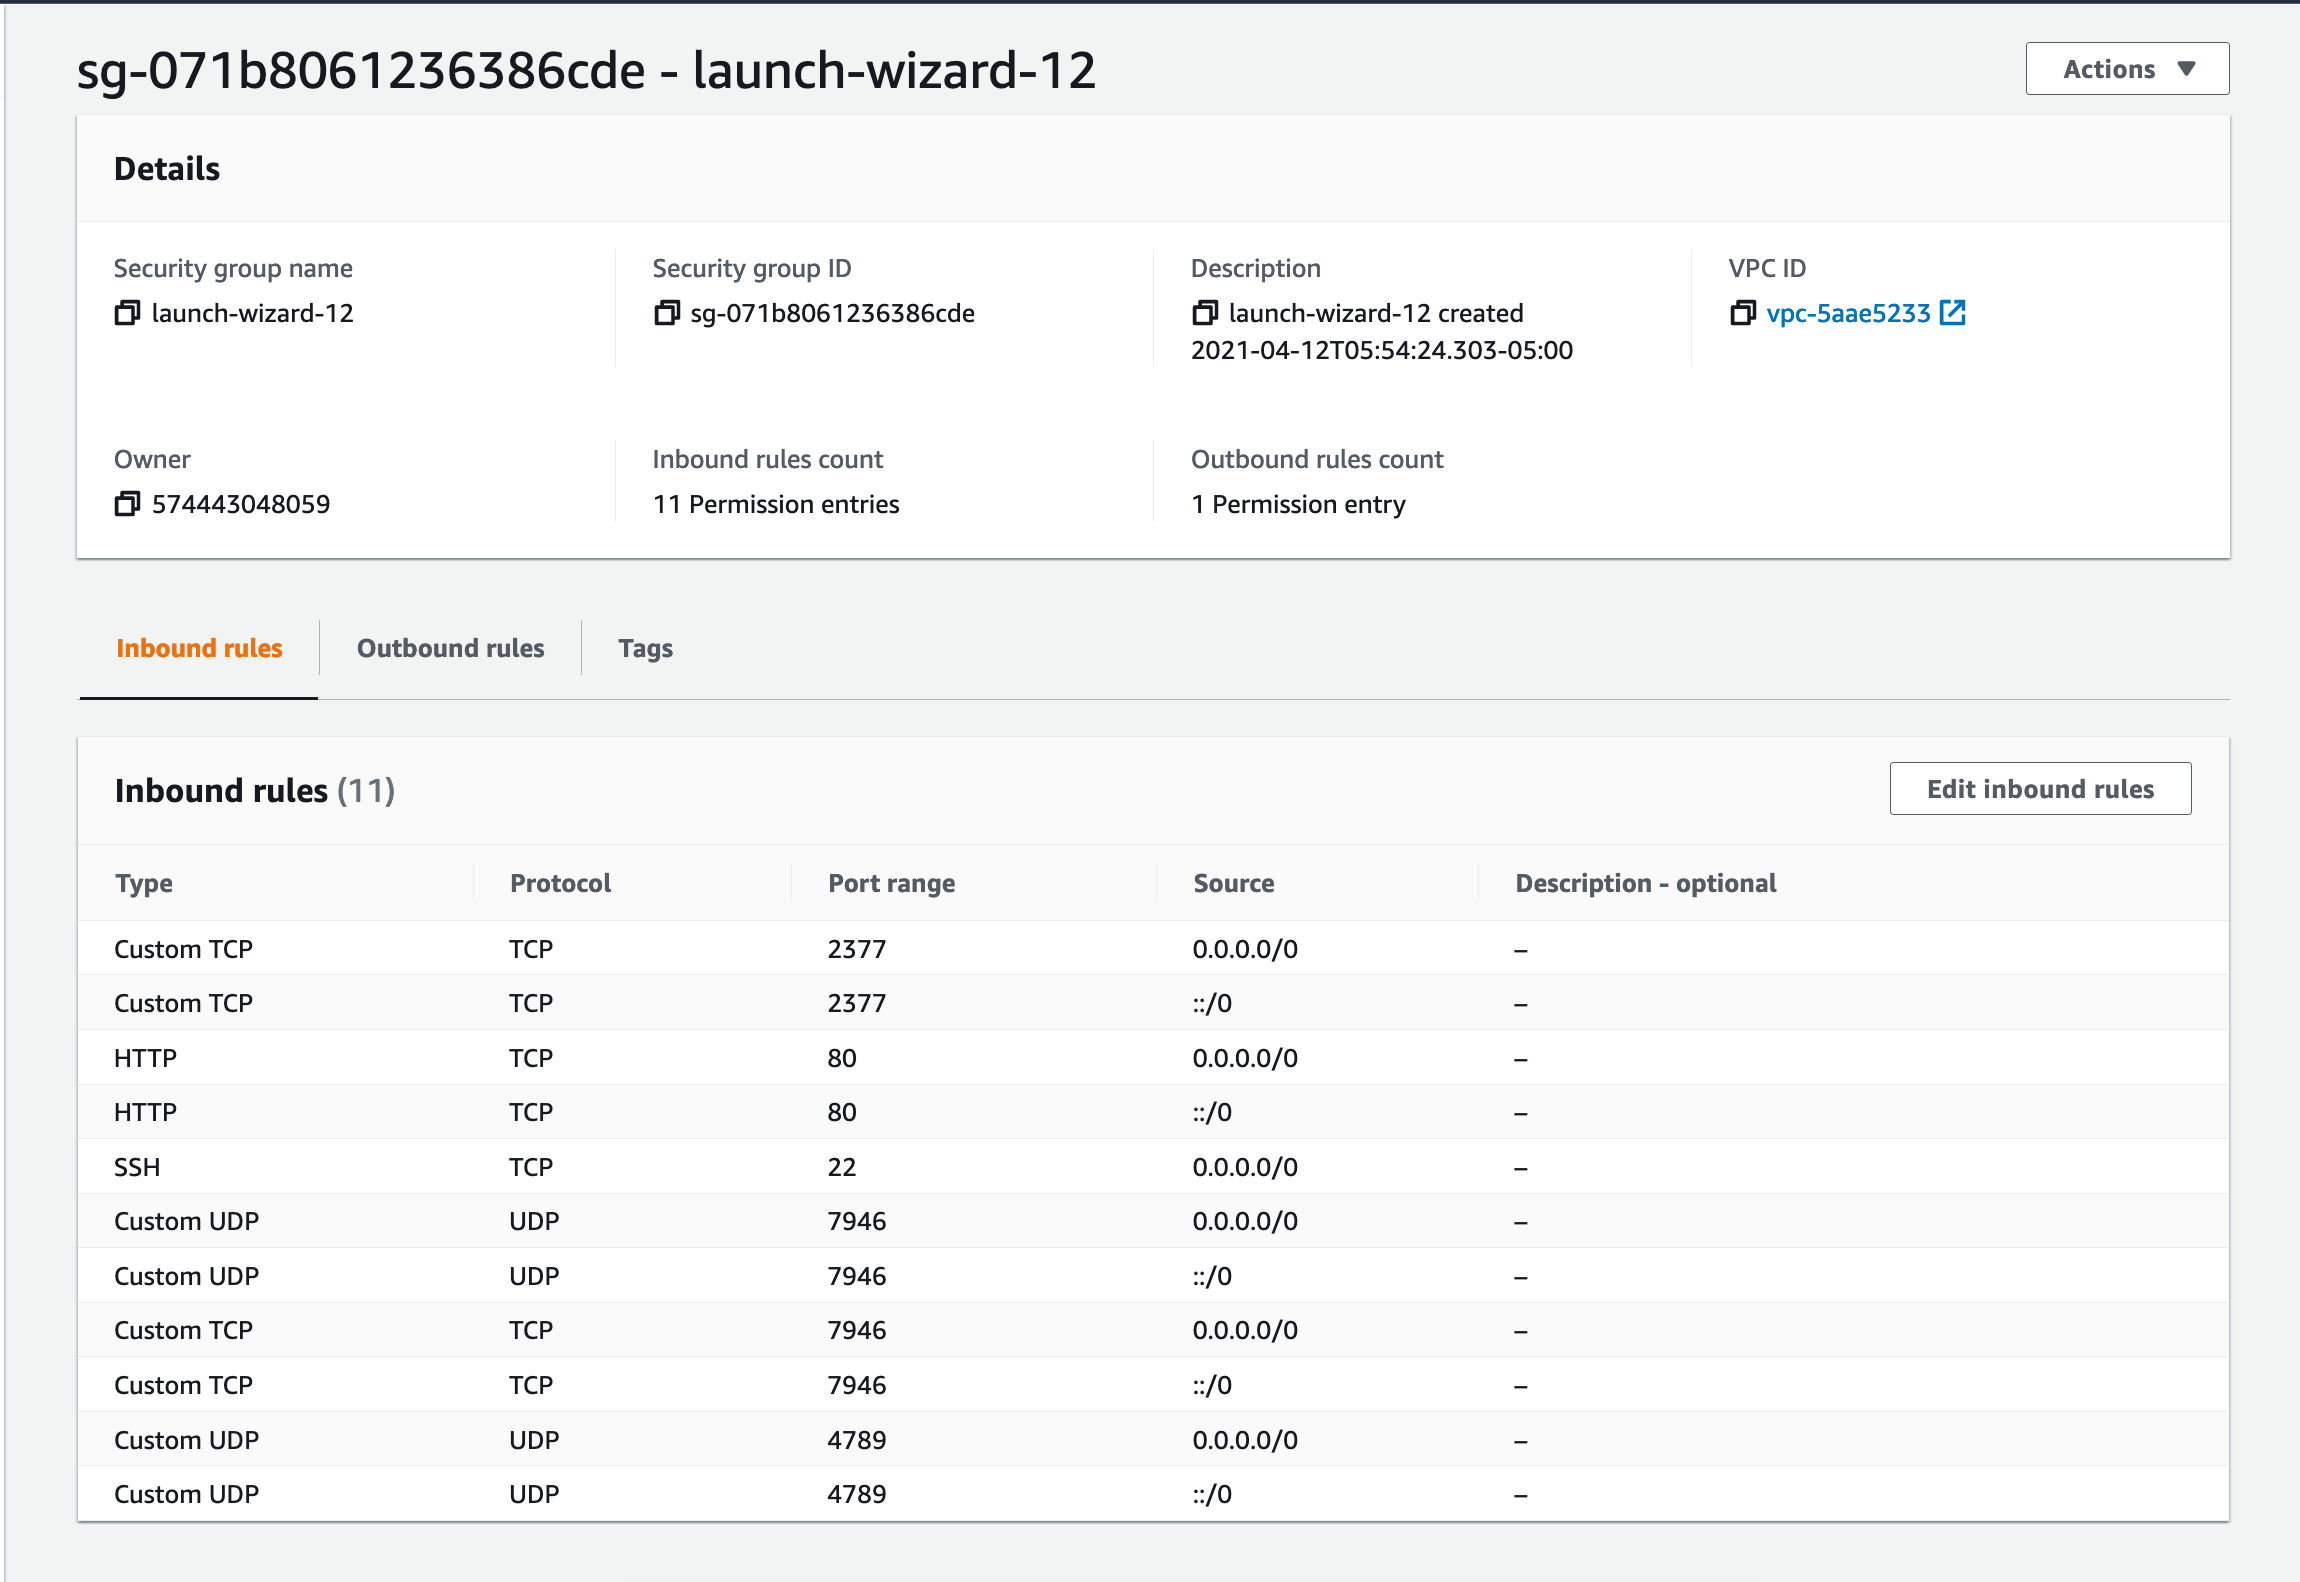 sg-071b8061236386cde - launch-wizard-12
Actions
Details
Security group name
launch-wizard-12
Security group ID
sg-071b8061236386cde
Description
launch-wizard-12 created
2021-04-12T05:54:24.303-05:00
VPC ID
vpc-5aae5233
Owner
574443048059
Inbound rules count
11 Permission entries
Outbound rules count
1 Permission entry
Inbound rules Outbound rules Tags
Inbound rules (11)
Edit inbound rules
Type Protocol Port range Source Description - optional
Custom TCP TCP 2377 0.0.0.0/0 –
Custom TCP TCP 2377 ::/0 –
HTTP TCP 80 0.0.0.0/0 –
HTTP TCP 80 ::/0 –
SSH TCP 22 0.0.0.0/0 –
Custom UDP UDP 7946 0.0.0.0/0 –
Custom UDP UDP 7946 ::/0 –
Custom TCP TCP 7946 0.0.0.0/0 –
Custom TCP TCP 7946 ::/0 –
Custom UDP UDP 4789 0.0.0.0/0 –
Custom UDP UDP 4789 ::/0 –